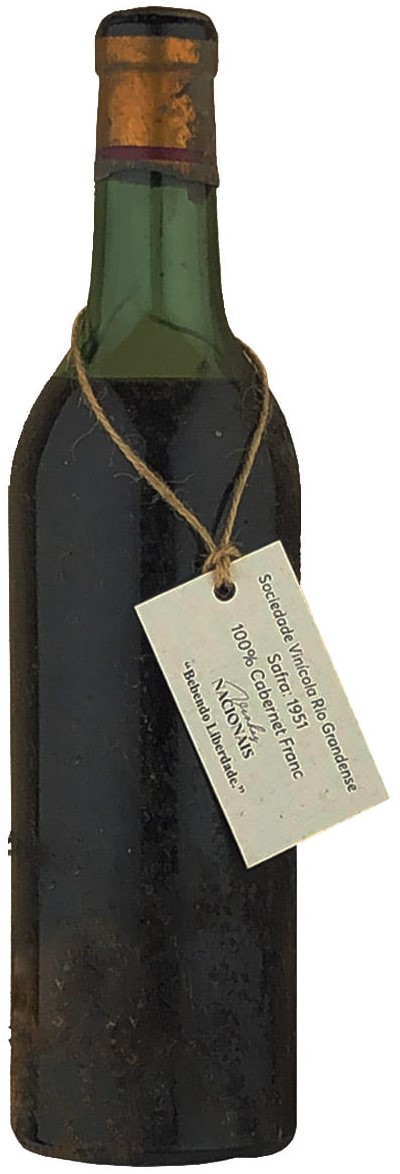 Sociedade Vinícola Rio Grandense
Safra: 1951
100% Cabernet Franc
NACIONAIS
“Bebendo Liberdade.”